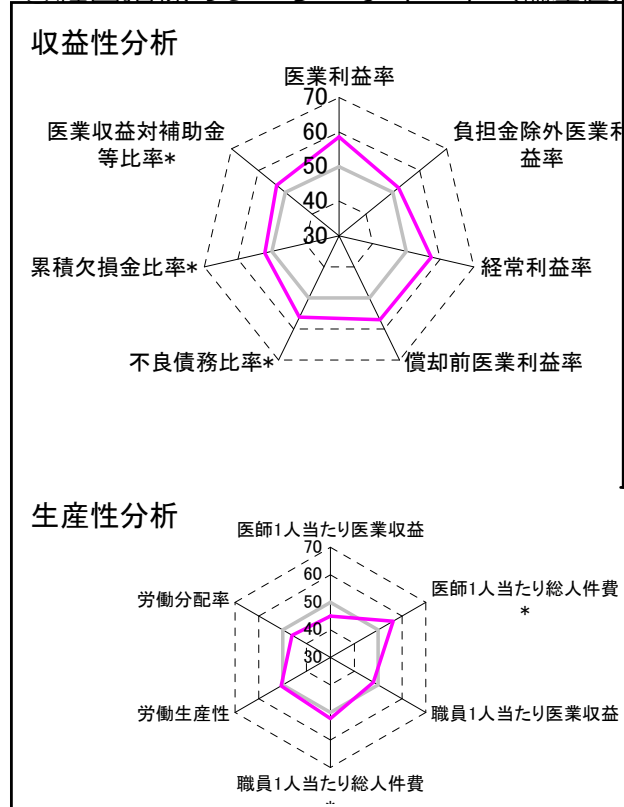 収益性分析
医業利益率
70
60
50
40
30
負担金除外医業利
益率
経常利益率
償却前医業利益率
不良債務比率*
累積欠損金比率*
医業収益対補助金
等比率*
生産性分析
医師1人当たり医業収益
70
60
50
40
30
医師1人当たり総人件費
*
職員1人当たり医業収益
職員1人当たり総人件費
*
労働生産性
労働分配率